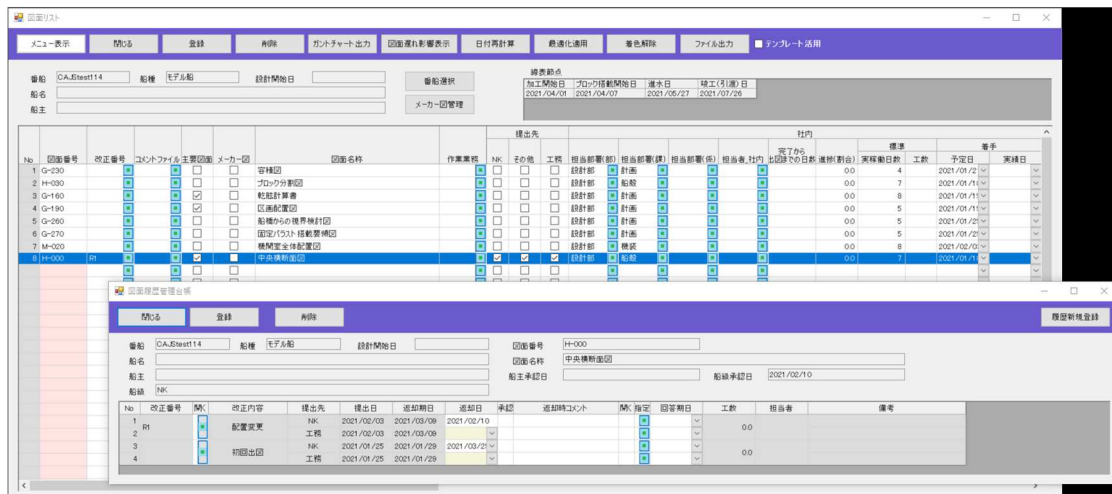 図面リスト
メニュー表示 閉じる 登録 削除 ガントチャート出力 図面遅れ影響表示 日付再計算 最適化適用 着色解除 ファイル出力 テンプレート活用
番船 CAJStest114 船種 モデル船 設計開始日 番船選択
船名
船主 メーカー図管理
線表節点
加工開始日 ブロック搭載開始日 進水日 竣工(引渡)日
2021/04/01 2021/04/07 2021/05/27 2021/07/26
提出先 社内
標準 着手
No 図面番号 改正番号 コメントファイル 主要図面 メーカー図 図面名称 作業業務 NK その他 工務 担当部署(部) 担当部署(課) 担当部署(係) 担当者_社内 完了から出図までの日数 進捗(割合) 実稼働日数 工数 予定日 実績日
1 G-230 容積図 設計部 計画 0.0 4 2021/01/2
2 H-030 ブロック分割図 設計部 船殻 0.0 7 2021/01/1
3 G-160 乾舷計算書 設計部 計画 0.0 8 2021/01/1
4 G-190 区画配置図 設計部 計画 0.0 5 2021/01/1
5 G-260 船橋からの視界検討図 設計部 計画 0.0 5 2021/01/2
6 G-270 固定バラスト搭載要領図 設計部 計画 0.0 5 2021/01/2
7 M-020 機関室全体配置図 設計部 機装 0.0 8 2021/02/0
8 H-000 R1 中央横断面図 設計部 船殻 0.0 7 2021/01/1
図面履歴管理台帳
閉じる 登録 削除 履歴新規登録
番船 CAJStest114 船種 モデル船 設計開始日 図面番号 H-000
船名 図面名称 中央横断面図
船主 船主承認日 船級承認日 2021/02/10
船級 NK
No 改正番号 開く 改正内容 提出先 提出日 返却期日 返却日 承認 返却時コメント 開く 指定 回答期日 工数 担当者 備考
1 R1 配置変更 NK 2021/02/03 2021/03/09 2021/02/10 0.0
2 工務 2021/02/03 2021/03/09
3 初回出図 NK 2021/01/25 2021/01/29 2021/03/2 0.0
4 工務 2021/01/25 2021/01/29